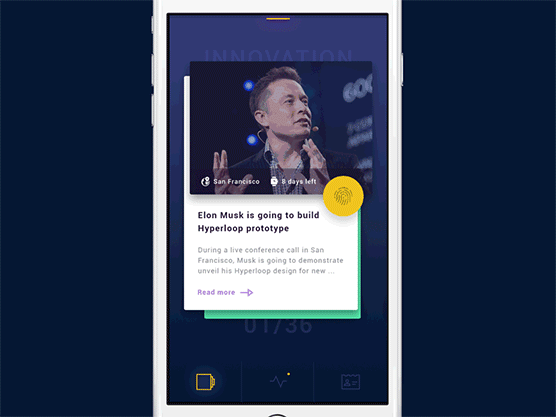 INNOVATION
GOO
San Francisco
8 days left
Elon Musk is going to build
Hyperloop prototype
During a live conference call in San
Francisco, Musk is going to demonstrate
unveil his Hyperloop design for new ...
Read more
01/36